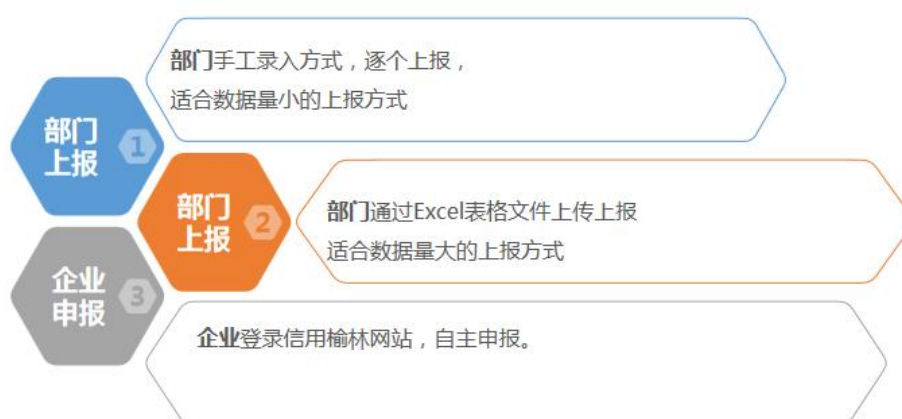 部门手工录入方式，逐个上报，
适合数据量小的上报方式
部门
上报
1
部门
上报
2
部门通过Excel表格文件上传上报
适合数据量大的上报方式
企业
申报
3
企业登录信用榆林网站，自主申报。